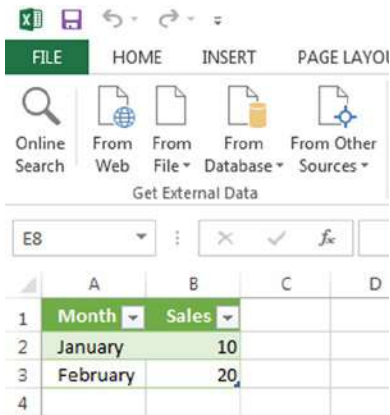 FILE HOME INSERT PAGE LAYOU
Online Search From Web From File From Database From Other Sources
Get External Data
E8 fx
A B C D
1 Month Sales
2 January 10
3 February 20
4